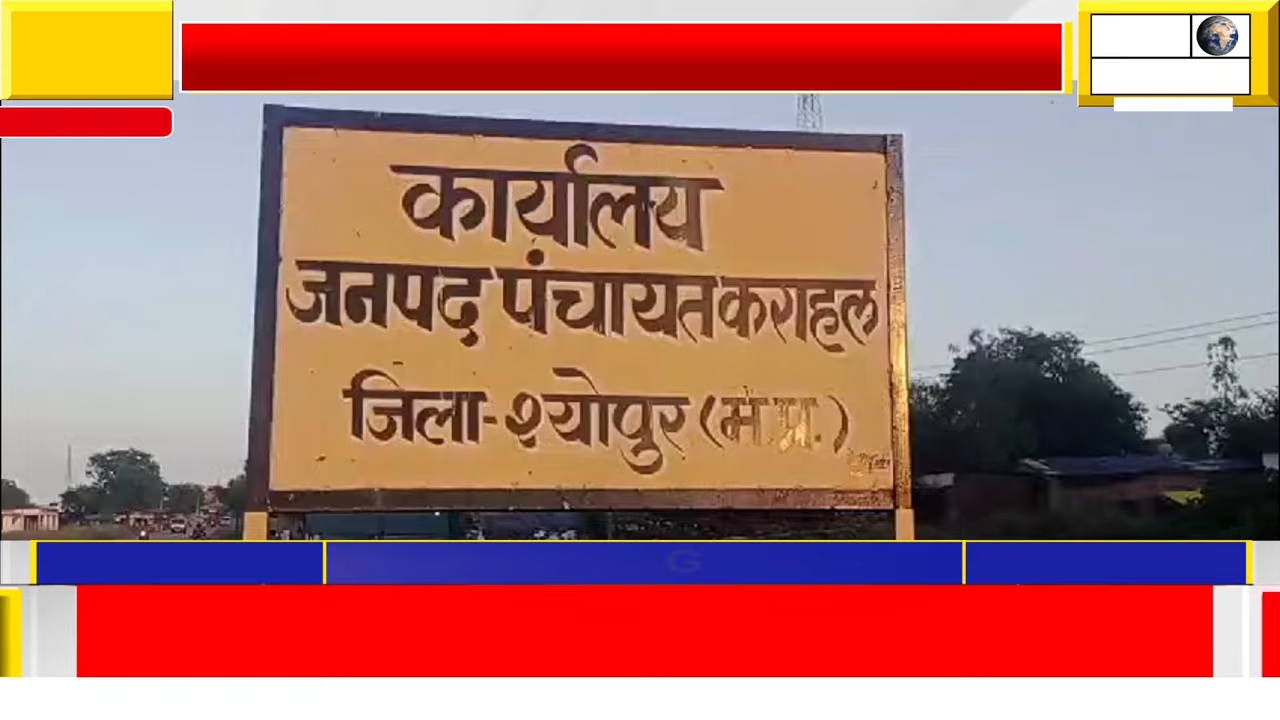 कार्यालय
जनपद पंचायत कराहल
जिला-श्योपुर (म.प्र.)
G